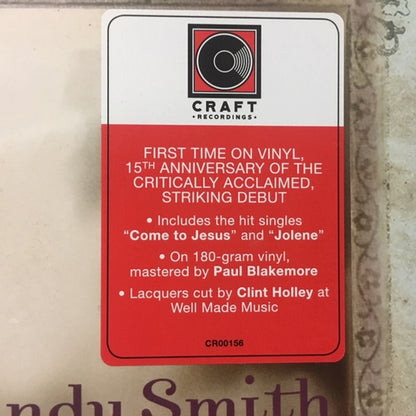 CRAFT
• RECORDINGS •
FIRST TIME ON VINYL,
15TH ANNIVERSARY OF THE
CRITICALLY ACCLAIMED,
STRIKING DEBUT
• Includes the hit singles
“Come to Jesus” and “Jolene”
• On 180-gram vinyl,
mastered by Paul Blakemore
• Lacquers cut by Clint Holley at
Well Made Music
CR00156
ndy Smith